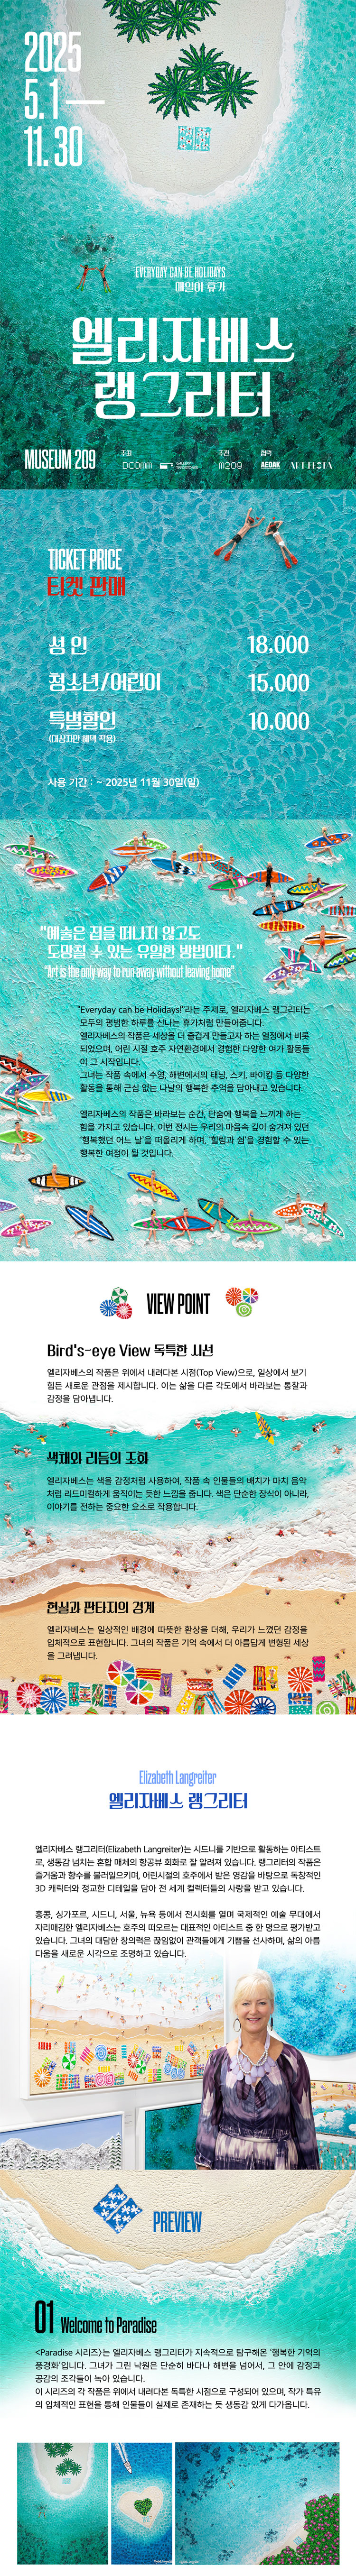 2025
5.1—
11.30
EVERYDAY CAN BE HOLIDAYS
매일이 휴가
엘리자베스
랭그리터
MUSEUM 209
주최
주관
협력
DCOMM
M209
AEDAK
ARTSISTA
TICKET PRICE
티켓 판매
성 인 18,000
청소년/어린이 15,000
특별할인 10,000
(대상자만 혜택 적용)
사용 기간 : ~ 2025년 11월 30일(일)
"예술은 집을 떠나지 않고도
도망칠 수 있는 유일한 방법이다."
"Art is the only way to run away without leaving home"
"Everyday can be Holidays!"라는 주제로, 엘리자베스 랭그리터는
모두의 평범한 하루를 신나는 휴가처럼 만들어줍니다.
엘리자베스의 작품은 세상을 더 즐겁게 만들고자 하는 열정에서 비롯
되었으며, 어린 시절 호주 자연환경에서 경험한 다양한 여가 활동들
이 그 시작입니다.
그녀는 작품 속에서 수영, 해변에서의 태닝, 스키, 바이킹 등 다양한
활동을 통해 근심 없는 나날의 행복한 추억을 담아내고 있습니다.
엘리자베스의 작품은 바라보는 순간, 단숨에 행복을 느끼게 하는
힘을 가지고 있습니다. 이번 전시는 우리의 마음속 깊이 숨겨져 있던
'행복했던 어느 날'을 떠올리게 하며, '힐링과 쉼'을 경험할 수 있는
행복한 여정이 될 것입니다.
VIEW POINT
Bird's-eye View 독특한 시선
엘리자베스의 작품은 위에서 내려다본 시점(Top View)으로, 일상에서 보기
힘든 새로운 관점을 제시합니다. 이는 삶을 다른 각도에서 바라보는 통찰과
감정을 담아냅니다.
색채와 리듬의 조화
엘리자베스는 색을 감정처럼 사용하여, 작품 속 인물들의 배치가 마치 음악
처럼 리드미컬하게 움직이는 듯한 느낌을 줍니다. 색은 단순한 장식이 아니라,
이야기를 전하는 중요한 요소로 작용합니다.
현실과 판타지의 경계
엘리자베스는 일상적인 배경에 따뜻한 환상을 더해, 우리가 느꼈던 감정을
입체적으로 표현합니다. 그녀의 작품은 기억 속에서 더 아름답게 변형된 세상
을 그려냅니다.
Elizabeth Langreiter
엘리자베스 랭그리터
엘리자베스 랭그리터(Elizabeth Langreiter)는 시드니를 기반으로 활동하는 아티스트
로, 생동감 넘치는 혼합 매체의 항공뷰 회화로 잘 알려져 있습니다. 랭그리터의 작품은
즐거움과 향수를 불러일으키며, 어린시절의 호주에서 받은 영감을 바탕으로 독창적인
3D 캐릭터와 정교한 디테일을 담아 전 세계 컬렉터들의 사랑을 받고 있습니다.
홍콩, 싱가포르, 시드니, 서울, 뉴욕 등에서 전시회를 열며 국제적인 예술 무대에서
자리매김한 엘리자베스는 호주의 떠오르는 대표적인 아티스트 중 한 명으로 평가받고
있습니다. 그녀의 대담한 창의력은 끊임없이 관객들에게 기쁨을 선사하며, 삶의 아름
다움을 새로운 시각으로 조명하고 있습니다.
PREVIEW
01 Welcome to Paradise
<Paradise 시리즈>는 엘리자베스 랭그리터가 지속적으로 탐구해온 '행복한 기억의
풍경화'입니다. 그녀가 그린 낙원은 단순히 바다나 해변을 넘어서, 그 안에 감정과
공감의 조각들이 녹아 있습니다.
이 시리즈의 각 작품은 위에서 내려다본 독특한 시선으로 구성되어 있으며, 작가 특유
의 입체적인 표현을 통해 인물들이 실제로 존재하는 듯 생동감 있게 다가옵니다.